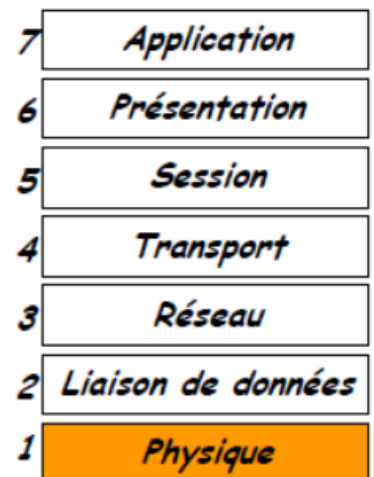 7 Application
6 Présentation
5 Session
4 Transport
3 Réseau
2 Liaison de données
1 Physique